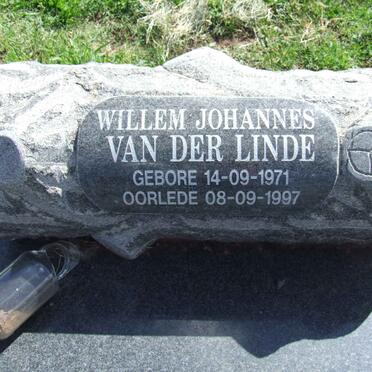 WILLEM JOHANNES
VAN DER LINDE
GEBORE 14-09-1971
OORLEDE 08-09-1997